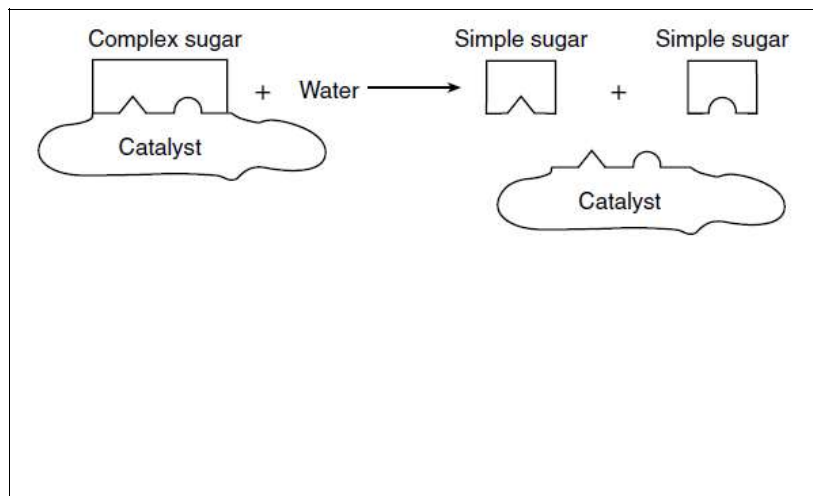 Complex sugar Simple sugar Simple sugar
+ Water +
Catalyst
Catalyst